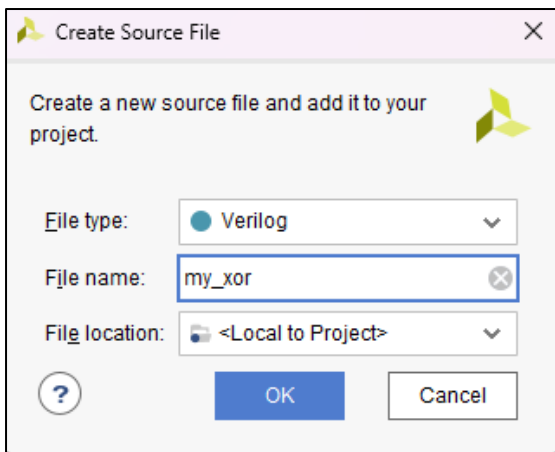 Create Source File
Create a new source file and add it to your
project.
File type: Verilog
File name: my_xor
File location: <Local to Project>
? OK Cancel